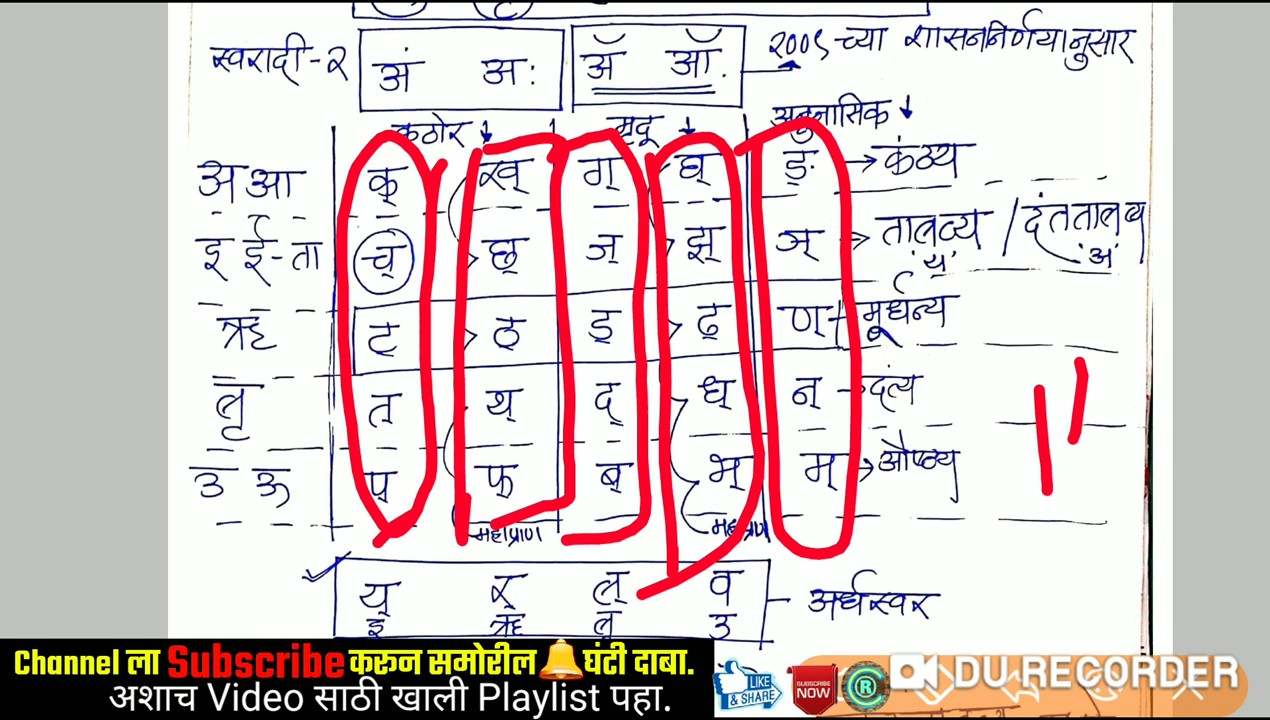 स्वरादी-२ अं अः अॅ ऑ. → २००९ च्या शासननिर्णयानुसार
कठोर ↓ मृदू ↓ अनुनासिक ↓
अ आ क् ख् ग् घ् ङ् → कंठ्य
इ ई-ता च् छ् ज् झ् ञ् → तालव्य / दंततालव्य
'य' 'अ'
ऋ ट् ठ् ड् ढ् ण् मूर्धन्य
लृ त् थ् द् ध् न् - दंत्य
उ ऊ प् फ् ब् भ् म् → औष्ठ्य
महाप्राण महाप्राण
य् र् ल् व - अर्धस्वर
इ ऋ लृ उ
Channel ला Subscribe करून समोरील 🔔घंटी दाबा.
अशाच Video साठी खाली Playlist पहा.
LIKE & SHARE
SUBSCRIBE NOW
R
DU RECORDER